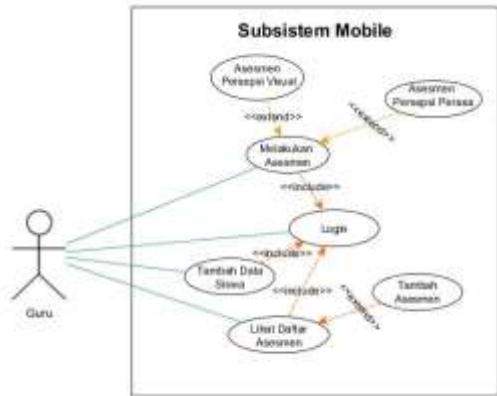 Subsistem Mobile
Asesmen
Persepsi Visual
Asesmen
Persepsi Perasa
<<extend>>
<<extend>>
Melakukan
Asesmen
<<include>>
Login
<<include>>
Tambah Data
Siswa
<<include>>
Tambah
Asesmen
<<extend>>
Guru
Lihat Daftar
Asesmen